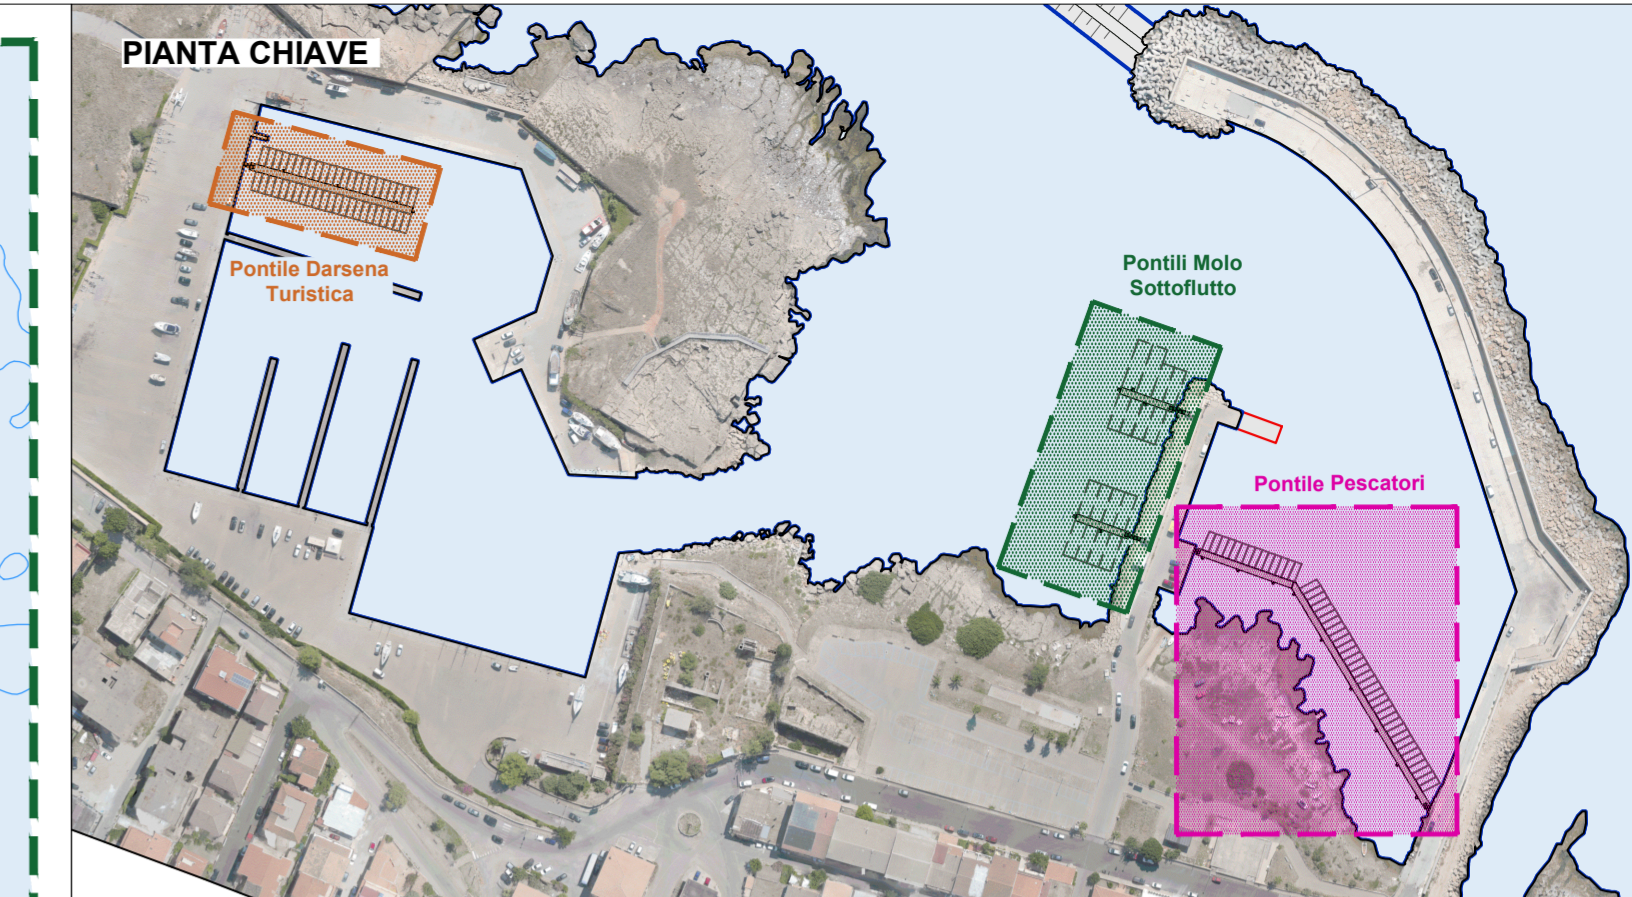 PIANTA CHIAVE
Pontile Darsena
Turistica
Pontili Molo
Sottoflutto
Pontile Pescatori